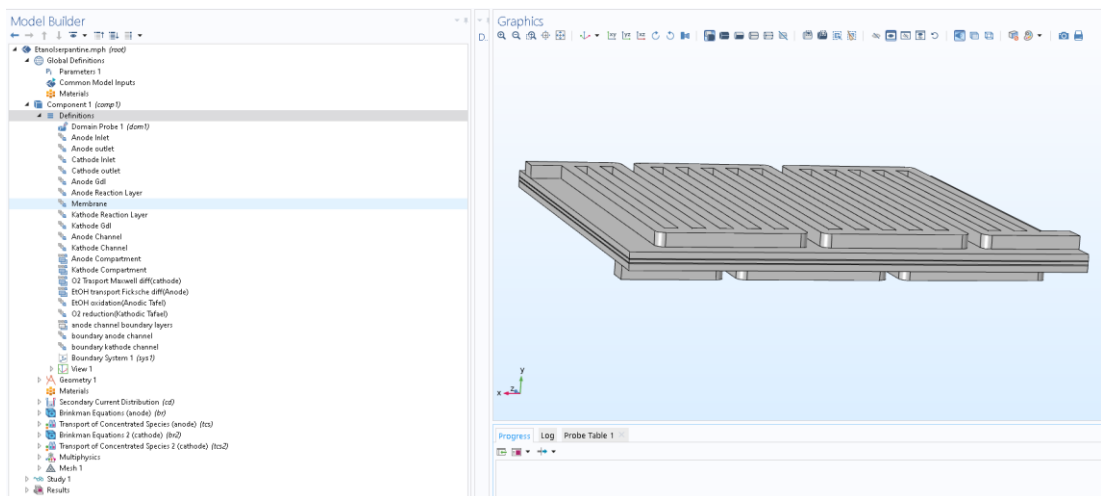 Model Builder
Etanolserpantine.mph (root)
Global Definitions
Pi Parameters 1
Common Model Inputs
Materials
Component 1 (comp1)
Definitions
Domain Probe 1 (dom1)
Anode Inlet
Anode outlet
Cathode Inlet
Cathode outlet
Anode Gdl
Anode Reaction Layer
Membrane
Kathode Reaction Layer
Kathode Gdl
Anode Channel
Kathode Channel
Anode Compartment
Kathode Compartment
O2 Trasport Maxwell diff(cathode)
EtOH transport Ficksche diff(Anode)
EtOH oxidation(Anodic Tafel)
O2 reduction(Kathodic Tafael)
anode channel boundary layers
boundary anode channel
boundary kathode channel
Boundary System 1 (sys1)
View 1
Geometry 1
Materials
Secondary Current Distribution (cd)
Brinkman Equations (anode) (br)
Transport of Concentrated Species (anode) (tcs)
Brinkman Equations 2 (cathode) (br2)
Transport of Concentrated Species 2 (cathode) (tcs2)
Multiphysics
Mesh 1
Study 1
Results
D..
Graphics
y
x z
Progress Log Probe Table 1